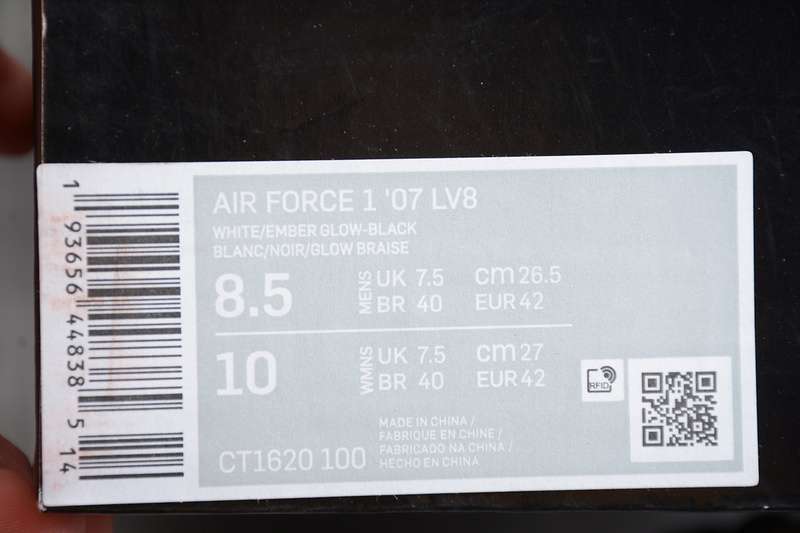 AIR FORCE 1 '07 LV8
WHITE/EMBER GLOW-BLACK
BLANC/NOIR/GLOW BRAISE
8.5
MENS
UK 7.5 cm 26.5
BR 40 EUR 42
10
WMNS
UK 7.5 cm 27
BR 40 EUR 42
RFID
CT1620 100
MADE IN CHINA /
FABRIQUE EN CHINE /
FABRICADO NA CHINA /
HECHO EN CHINA
1 93656 44838 5 14